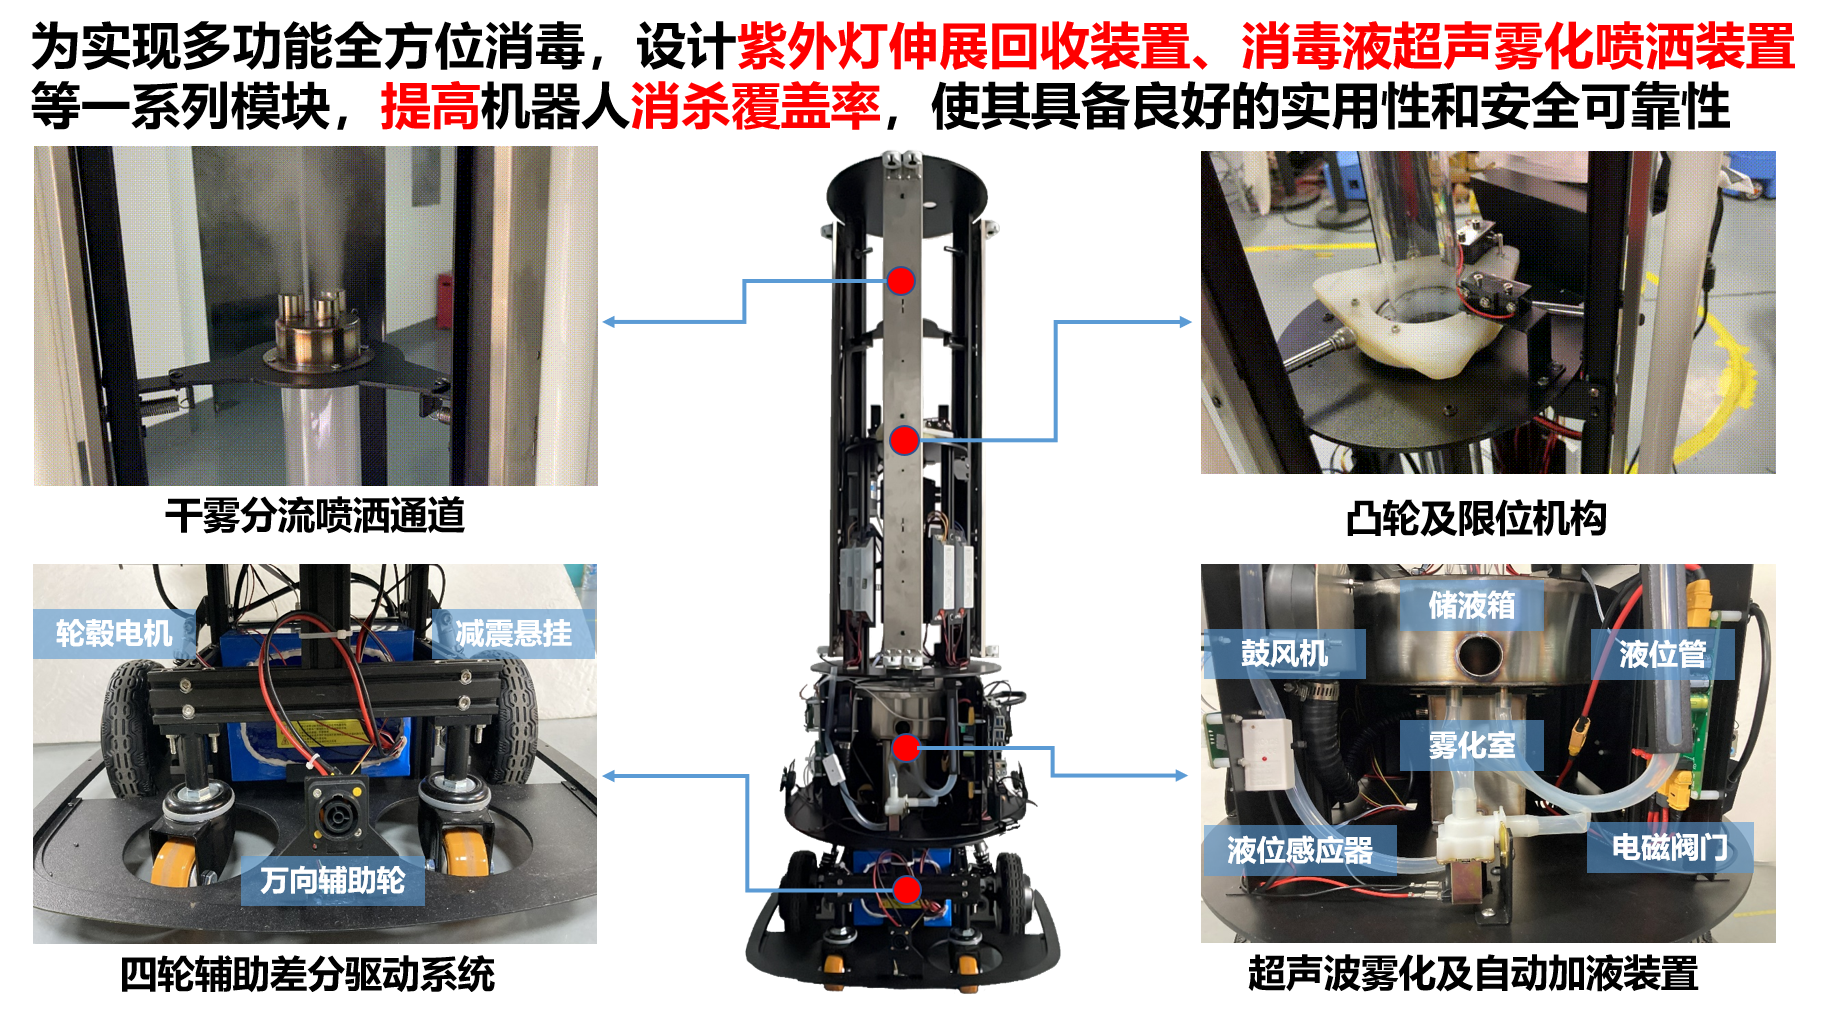 为实现多功能全方位消毒，设计紫外灯伸展回收装置、消毒液超声雾化喷洒装置
等一系列模块，提高机器人消杀覆盖率，使其具备良好的实用性和安全可靠性
干雾分流喷洒通道
凸轮及限位机构
轮毂电机
减震悬挂
万向辅助轮
四轮辅助差分驱动系统
储液箱
鼓风机
液位管
雾化室
液位感应器
电磁阀门
超声波雾化及自动加液装置